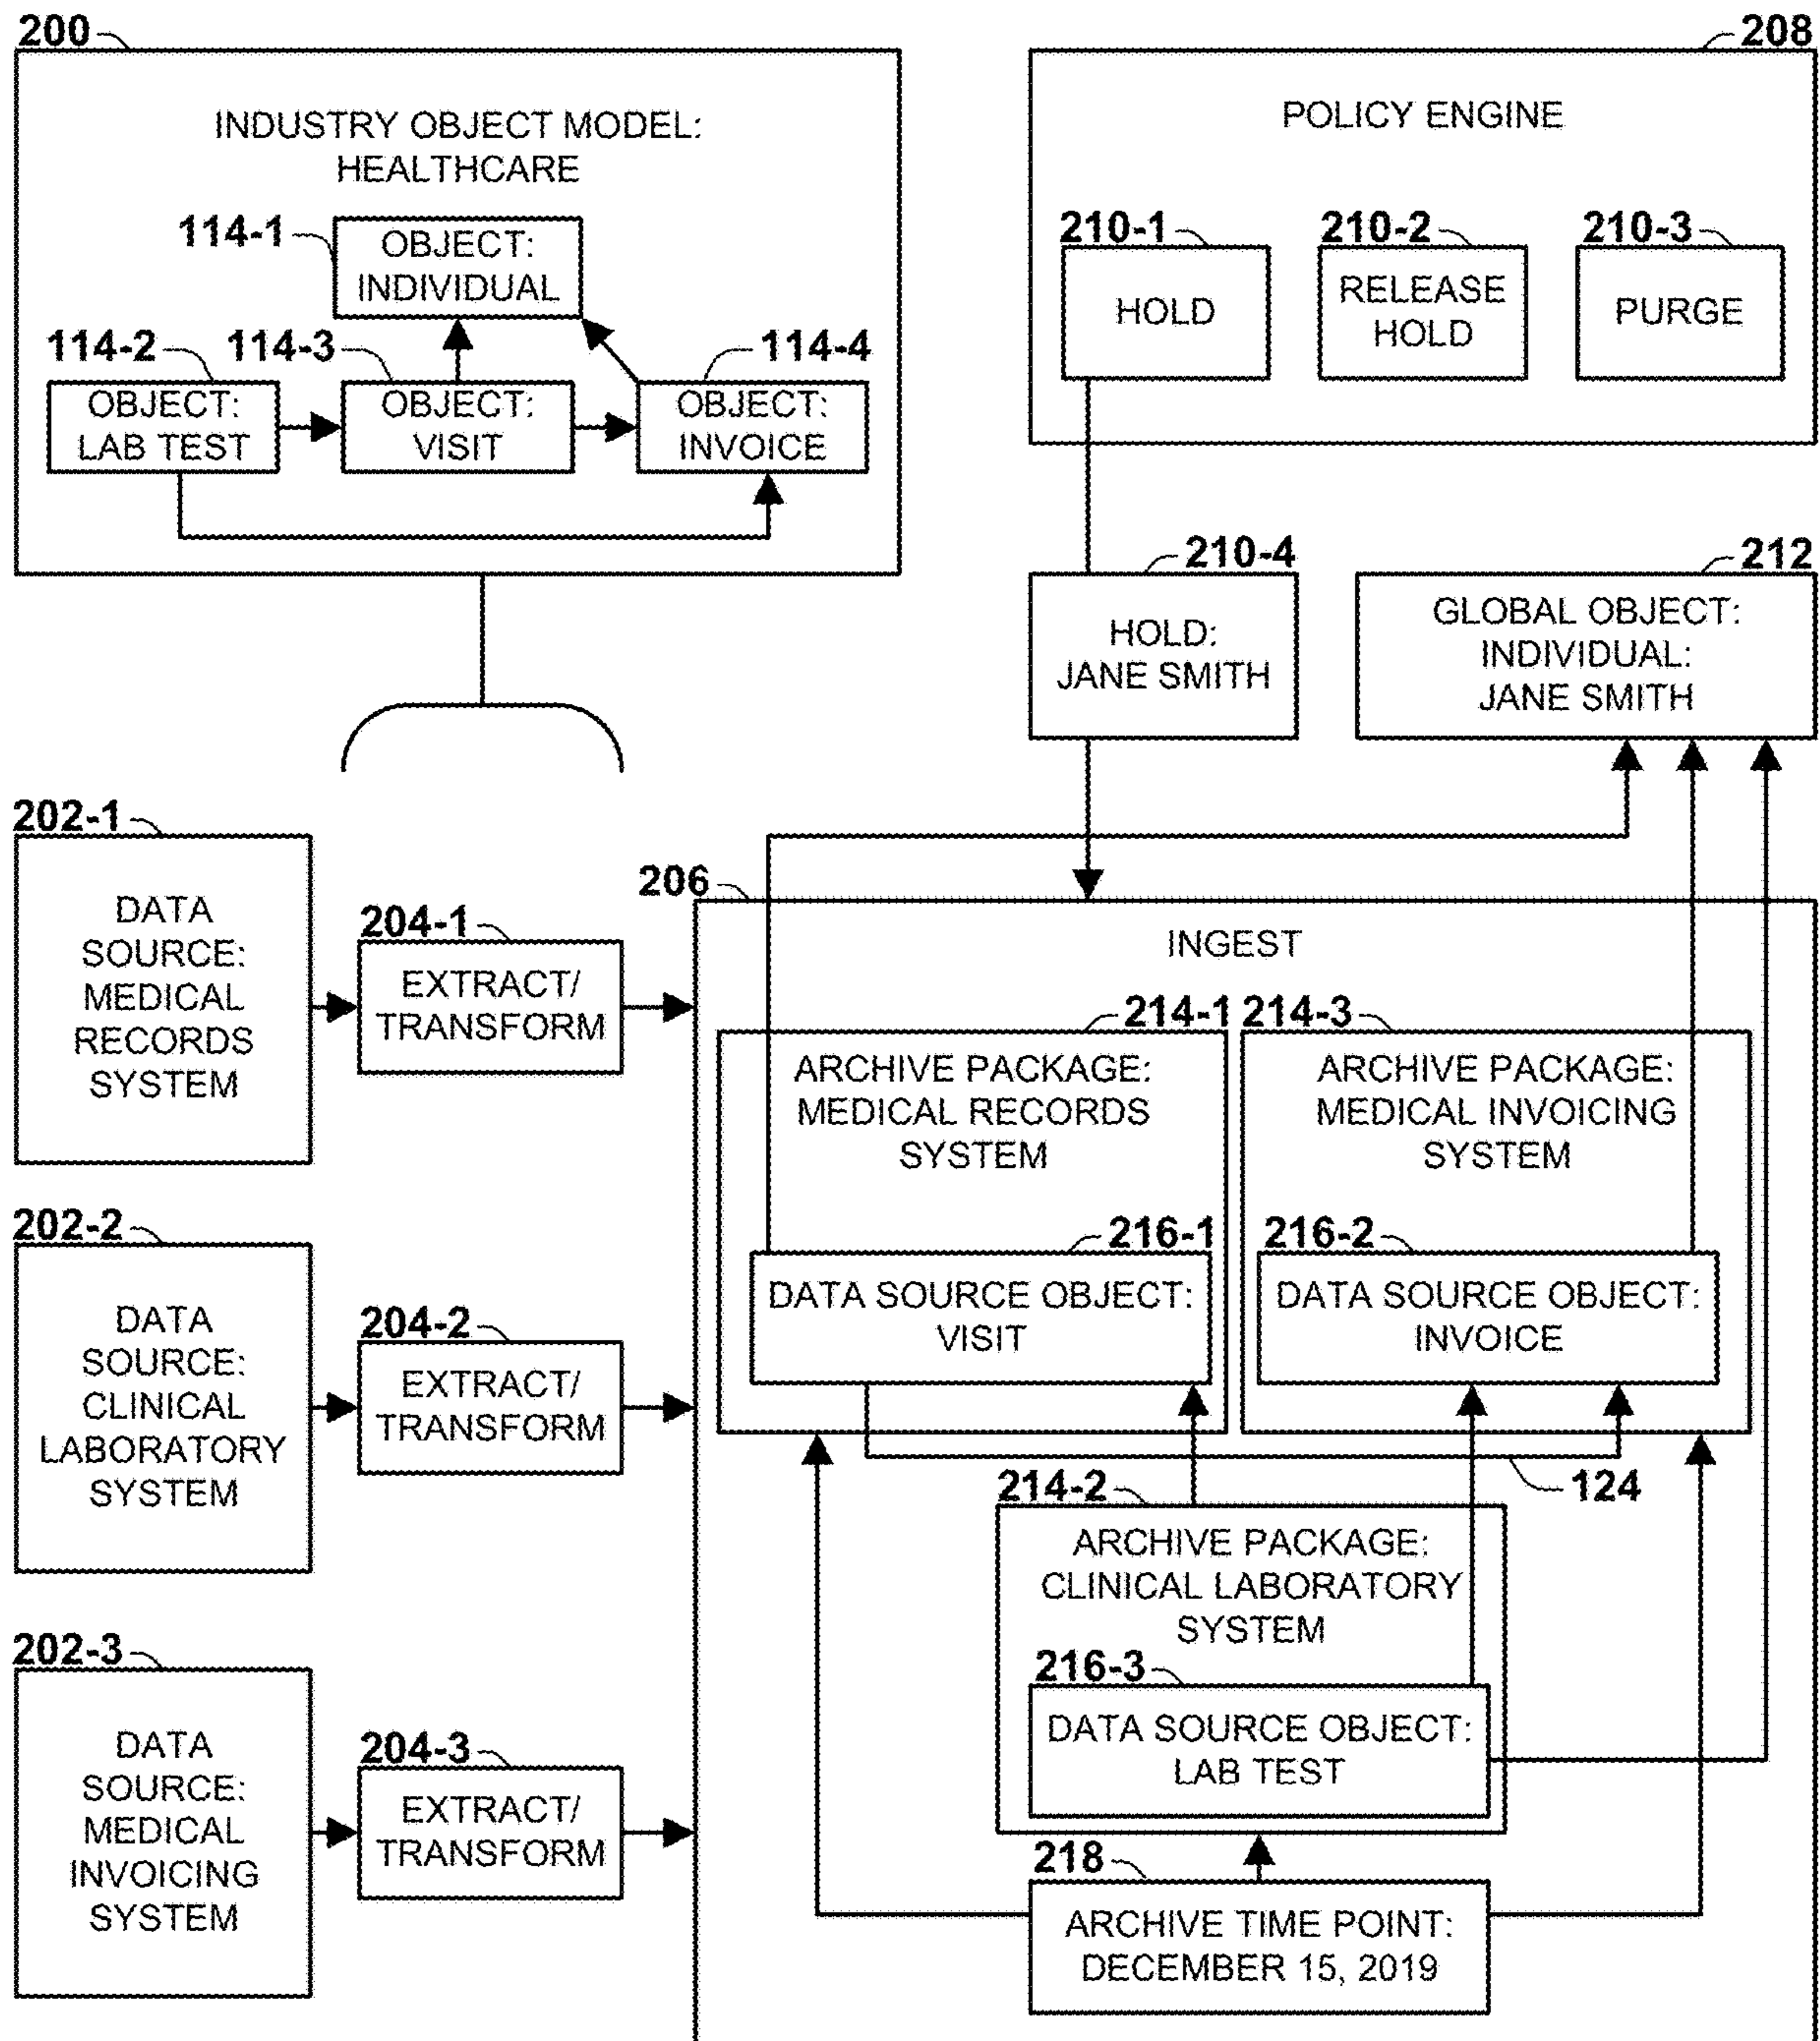 200
INDUSTRY OBJECT MODEL:
HEALTHCARE
114-1
OBJECT:
INDIVIDUAL
114-2
114-3
114-4
OBJECT:
LAB TEST
OBJECT:
VISIT
OBJECT:
INVOICE
208
POLICY ENGINE
210-1
210-2
210-3
HOLD
RELEASE
HOLD
PURGE
210-4
HOLD:
JANE SMITH
212
GLOBAL OBJECT:
INDIVIDUAL:
JANE SMITH
202-1
DATA
SOURCE:
MEDICAL
RECORDS
SYSTEM
204-1
EXTRACT/
TRANSFORM
202-2
DATA
SOURCE:
CLINICAL
LABORATORY
SYSTEM
204-2
EXTRACT/
TRANSFORM
202-3
DATA
SOURCE:
MEDICAL
INVOICING
SYSTEM
204-3
EXTRACT/
TRANSFORM
206
INGEST
214-1
ARCHIVE PACKAGE:
MEDICAL RECORDS
SYSTEM
216-1
DATA SOURCE OBJECT:
VISIT
214-3
ARCHIVE PACKAGE:
MEDICAL INVOICING
SYSTEM
216-2
DATA SOURCE OBJECT:
INVOICE
124
214-2
ARCHIVE PACKAGE:
CLINICAL LABORATORY
SYSTEM
216-3
DATA SOURCE OBJECT:
LAB TEST
218
ARCHIVE TIME POINT:
DECEMBER 15, 2019